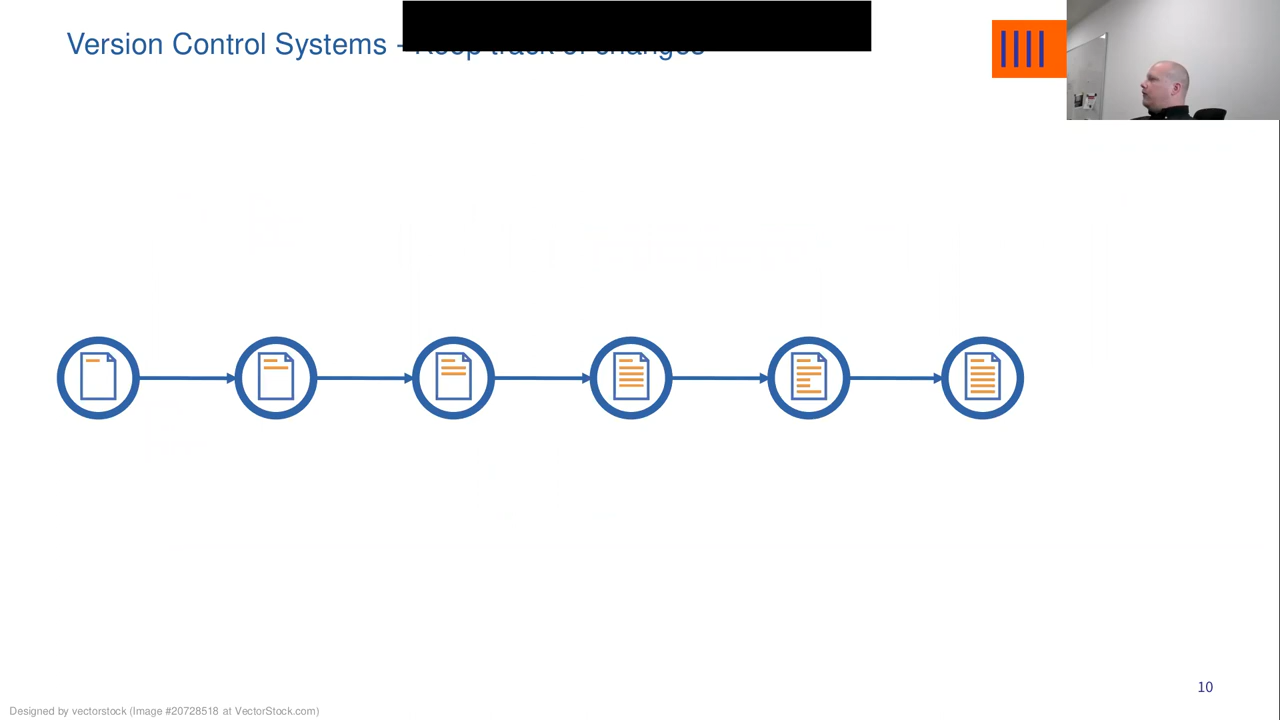 Version Control Systems - Keep track of changes
10
Designed by vectorstock (Image #20728518 at VectorStock.com)